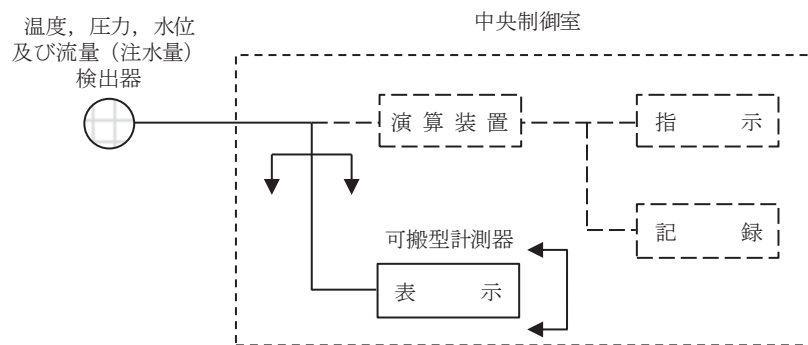 温度，圧力，水位
及び流量（注水量）
検出器
中央制御室
演算装置
指示
記録
可搬型計測器
表示